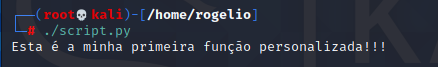 ┌──(root💀kali)-[/home/rogelio]
└─# ./script.py
Esta é a minha primeira função personalizada!!!